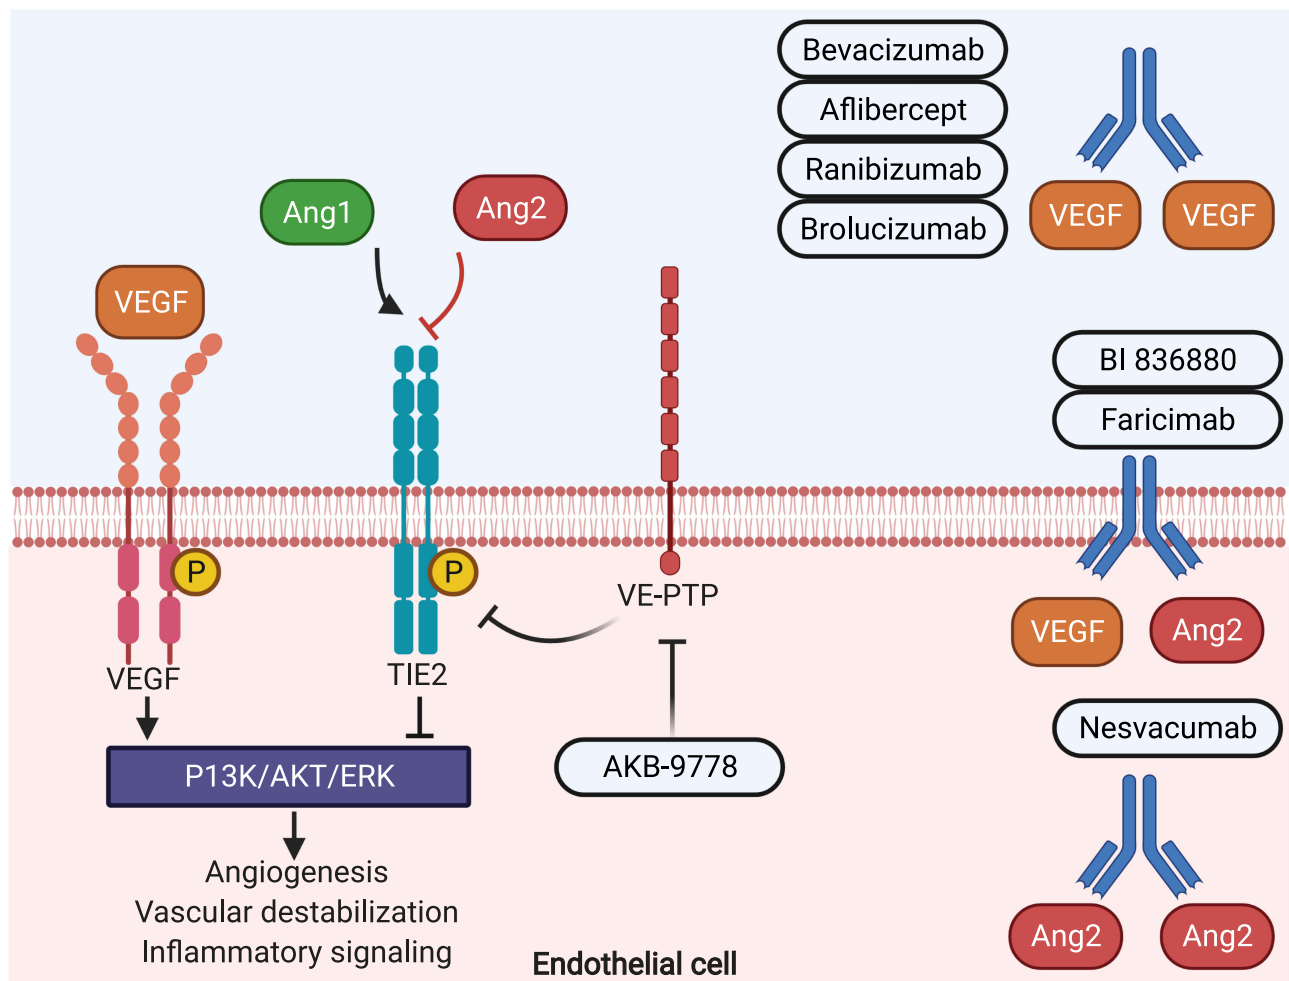 Bevacizumab
Aflibercept
Ranibizumab
Brolucizumab
VEGF
VEGF
Ang1
Ang2
VEGF
BI 836880
Faricimab
P
P
VE-PTP
VEGF
Ang2
VEGF
TIE2
Nesvacumab
P13K/AKT/ERK
AKB-9778
Angiogenesis
Vascular destabilization
Inflammatory signaling
Ang2
Ang2
Endothelial cell